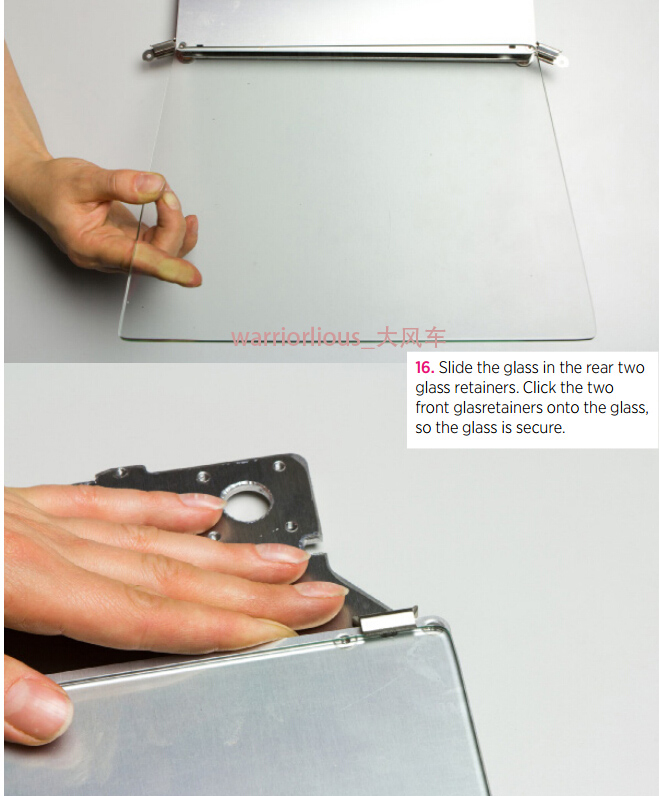 warriorlious_大风车
16. Slide the glass in the rear two
glass retainers. Click the two
front glasretainers onto the glass,
so the glass is secure.